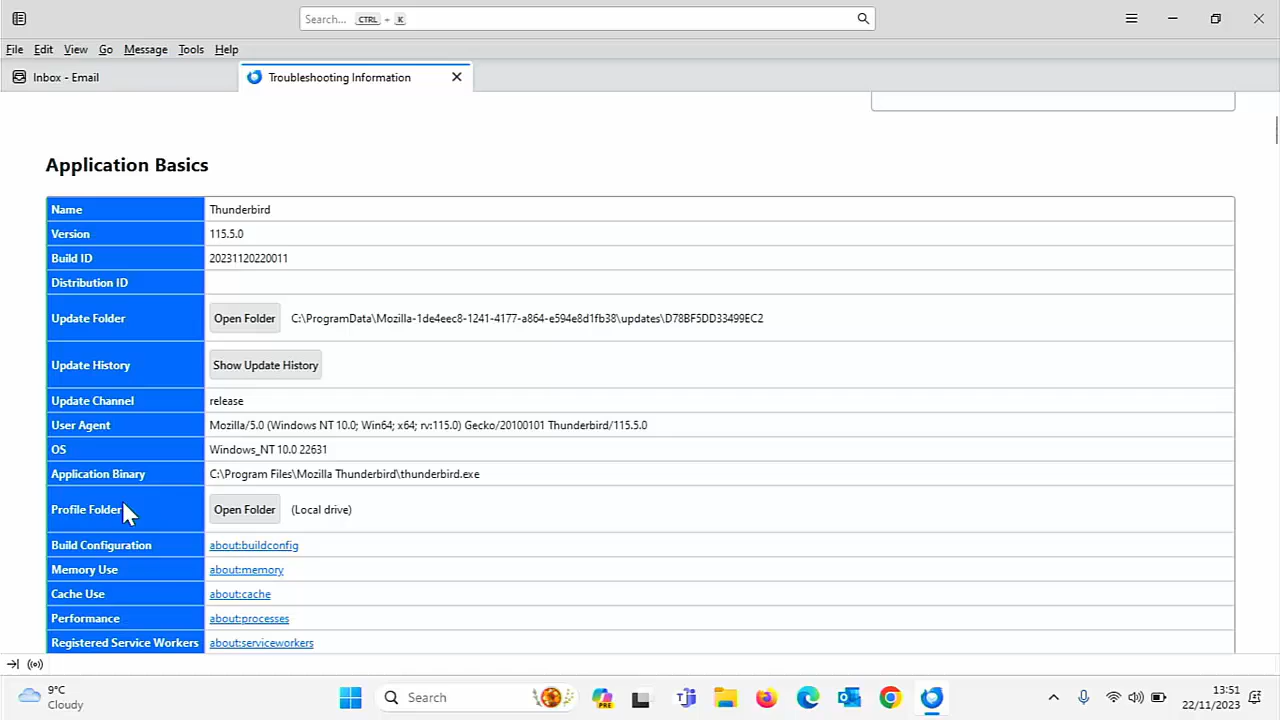 Search... CTRL + K
File Edit View Go Message Tools Help
Inbox - Email Troubleshooting Information
Application Basics
Name Thunderbird
Version 115.5.0
Build ID 20231120220011
Distribution ID
Update Folder Open Folder C:\ProgramData\Mozilla-1de4eec8-1241-4177-a864-e594e8d1fb38\updates\D78BF5DD33499EC2
Update History Show Update History
Update Channel release
User Agent Mozilla/5.0 (Windows NT 10.0; Win64; x64; rv:115.0) Gecko/20100101 Thunderbird/115.5.0
OS Windows_NT 10.0 22631
Application Binary C:\Program Files\Mozilla Thunderbird\thunderbird.exe
Profile Folder Open Folder (Local drive)
Build Configuration about:buildconfig
Memory Use about:memory
Cache Use about:cache
Performance about:processes
Registered Service Workers about:serviceworkers
9°C
Cloudy
Search
PRE
13:51
22/11/2023